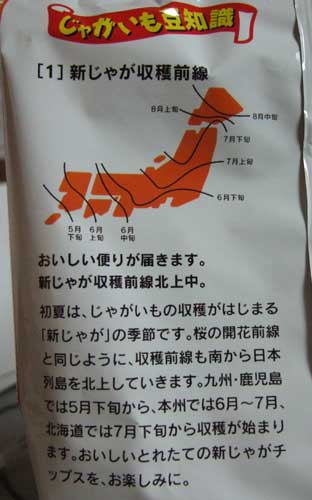 じゃがいも豆知識
[1] 新じゃが収穫前線
8月上旬
8月中旬
7月下旬
7月上旬
6月下旬
5月下旬
6月上旬
6月中旬
おいしい便りが届きます。
新じゃが収穫前線北上中。
初夏は、じゃがいもの収穫がはじまる
「新じゃが」の季節です。桜の開花前線
と同じように、収穫前線も南から日本
列島を北上していきます。九州・鹿児島
では5月下旬から、本州では6月〜7月、
北海道では7月下旬から収穫が始まり
ます。おいしいとれたての新じゃがチ
ップスを、お楽しみに。